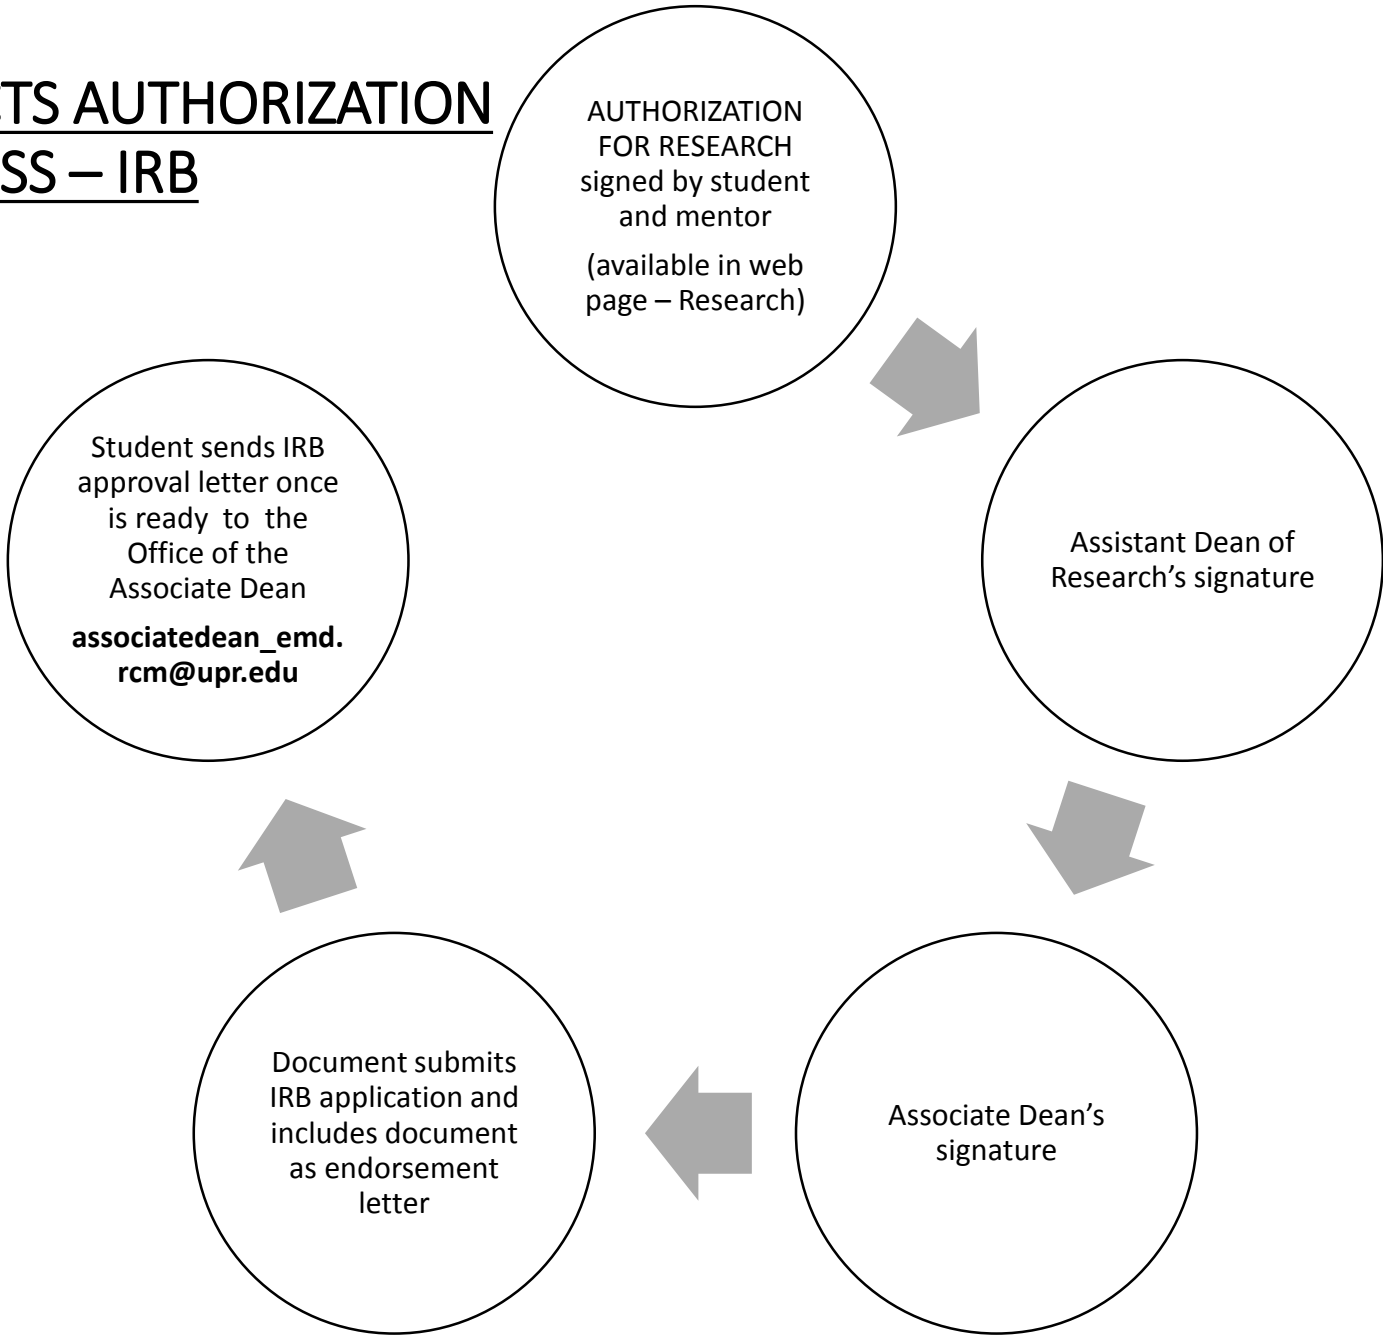 CTS AUTHORIZATION
SS – IRB
AUTHORIZATION
FOR RESEARCH
signed by student
and mentor
(available in web
page – Research)
Assistant Dean of
Research’s signature
Associate Dean’s
signature
Document submits
IRB application and
includes document
as endorsement
letter
Student sends IRB
approval letter once
is ready to the
Office of the
Associate Dean
associatedean_emd.
rcm@upr.edu